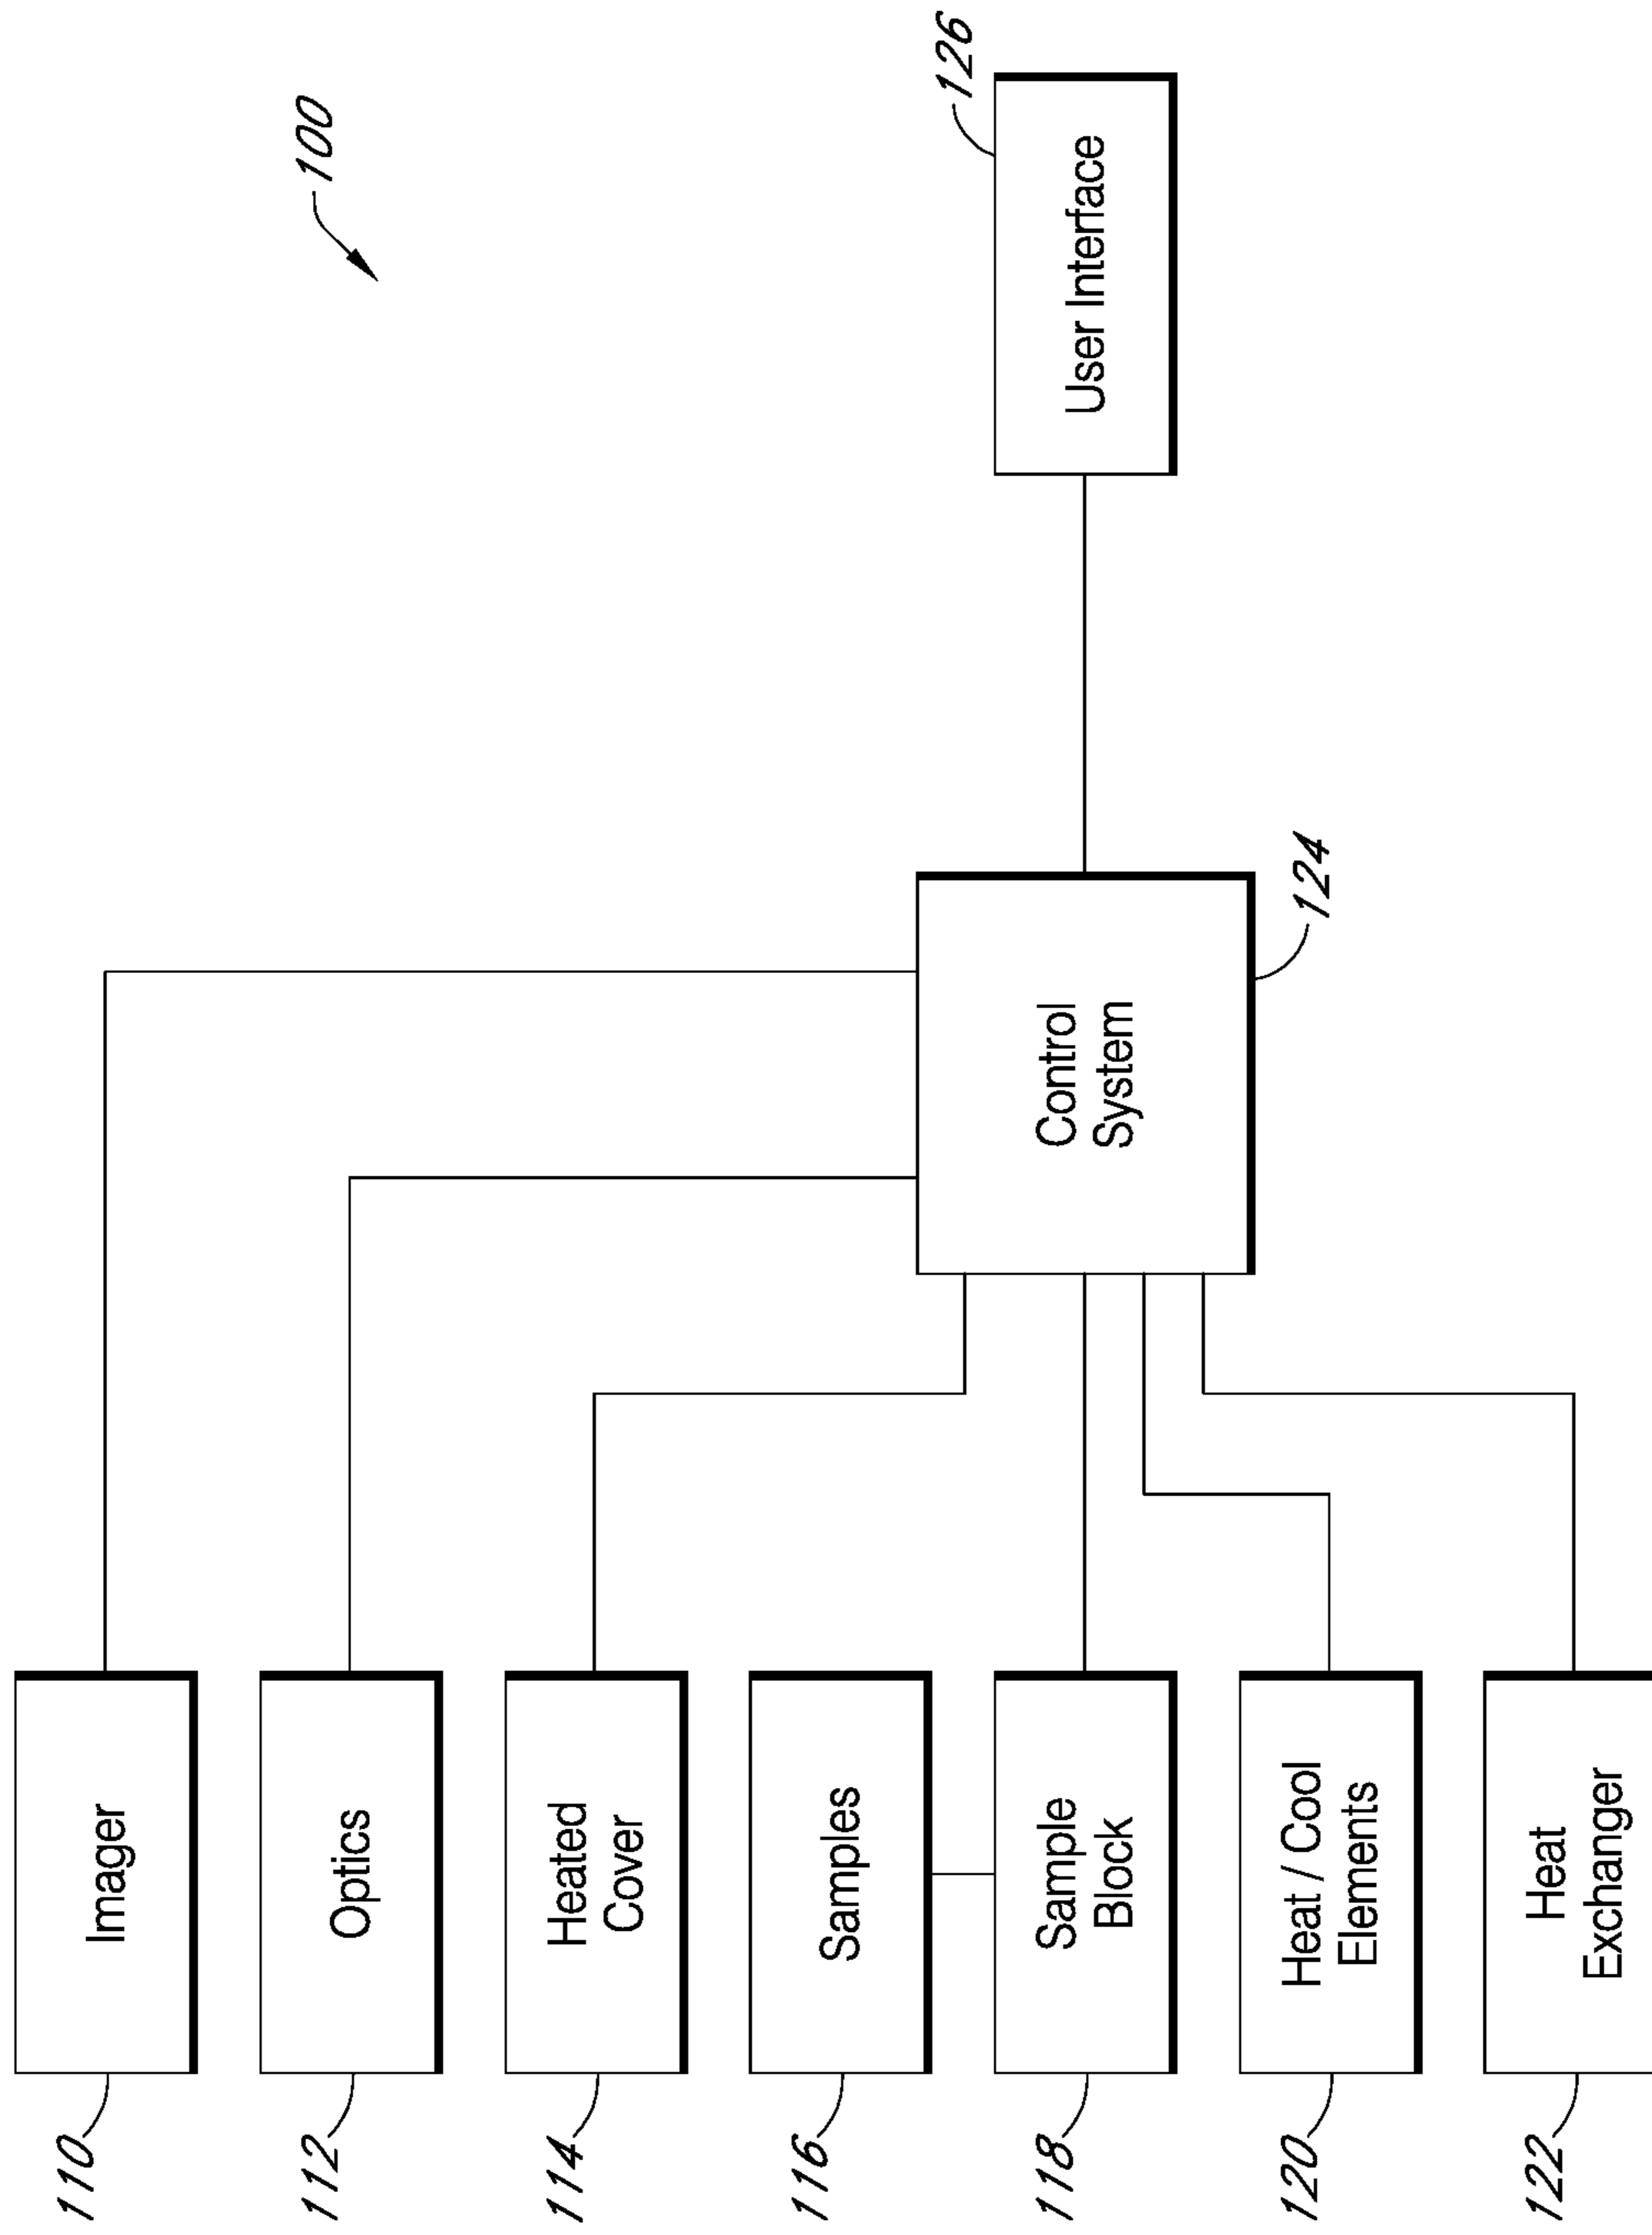 100
110
Imager
112
Optics
114
Heated
Cover
116
Samples
118
Sample
Block
120
Heat / Cool
Elements
122
Heat
Exchanger
Control
System
124
User Interface
126